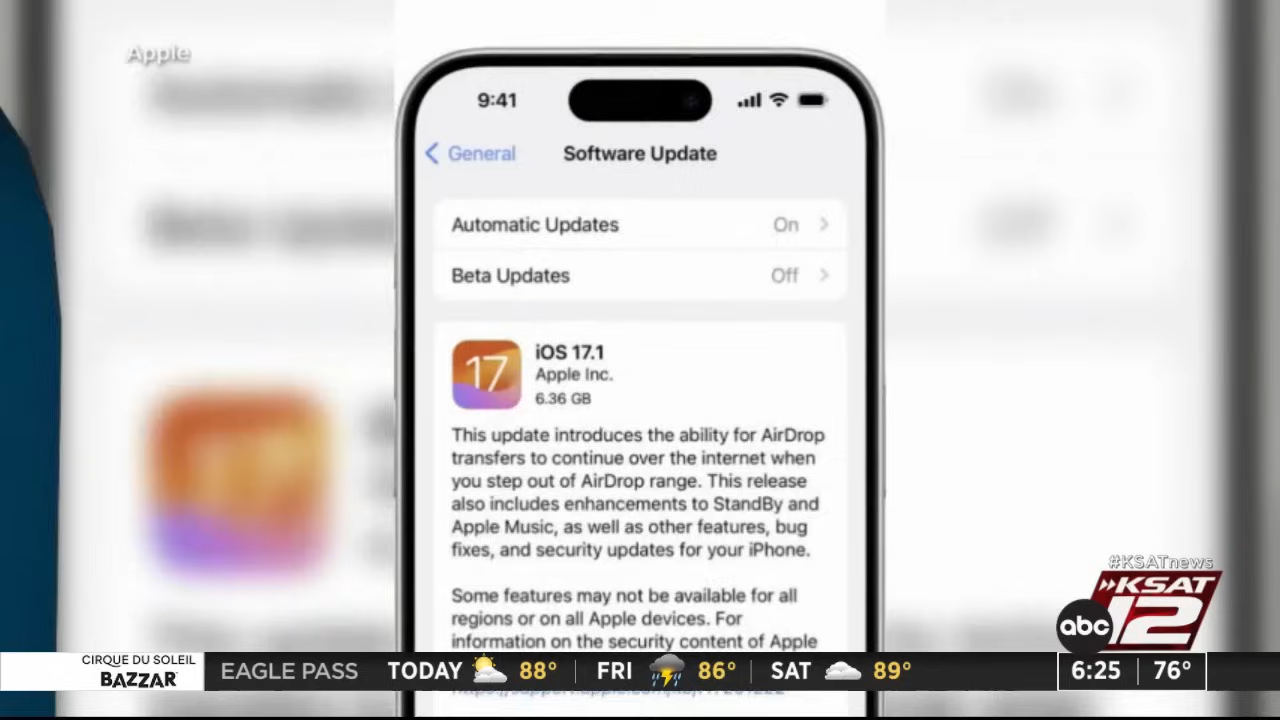 Apple
9:41
General
Software Update
Automatic Updates
On
Beta Updates
Off
17
iOS 17.1
Apple Inc.
6.36 GB
This update introduces the ability for AirDrop
transfers to continue over the internet when
you step out of AirDrop range. This release
also includes enhancements to StandBy and
Apple Music, as well as other features, bug
fixes, and security updates for your iPhone.
Some features may not be available for all
regions or on all Apple devices. For
information on the security content of Apple
#KSATnews
KSAT
abc 12
CIRQUE DU SOLEIL
BAZZAR
EAGLE PASS TODAY 88° FRI 86° SAT 89° 6:25 76°